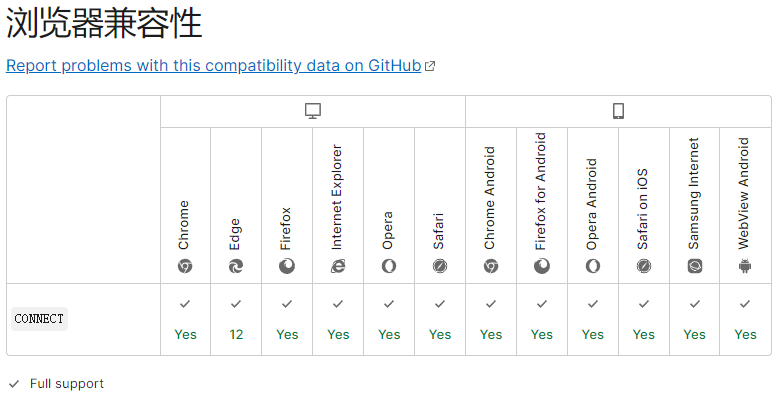 浏览器兼容性
Report problems with this compatibility data on GitHub
Chrome
Edge
Firefox
Internet Explorer
Opera
Safari
Chrome Android
Firefox for Android
Opera Android
Safari on iOS
Samsung Internet
WebView Android
CONNECT
Yes 12 Yes Yes Yes Yes Yes Yes Yes Yes Yes Yes
Full support